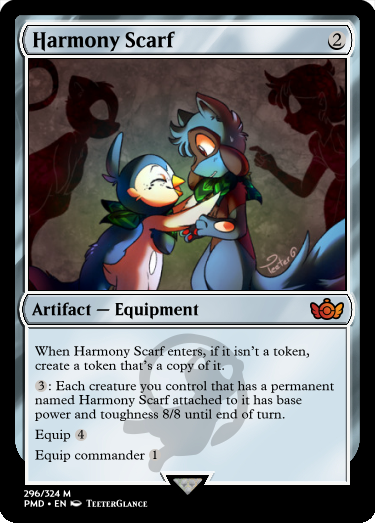 Harmony Scarf 2
Teeter
Artifact — Equipment
When Harmony Scarf enters, if it isn't a token,
create a token that's a copy of it.
3: Each creature you control that has a permanent
named Harmony Scarf attached to it has base
power and toughness 8/8 until end of turn.
Equip 4
Equip commander 1
296/324 M
PMD • EN TEETERGLANCE